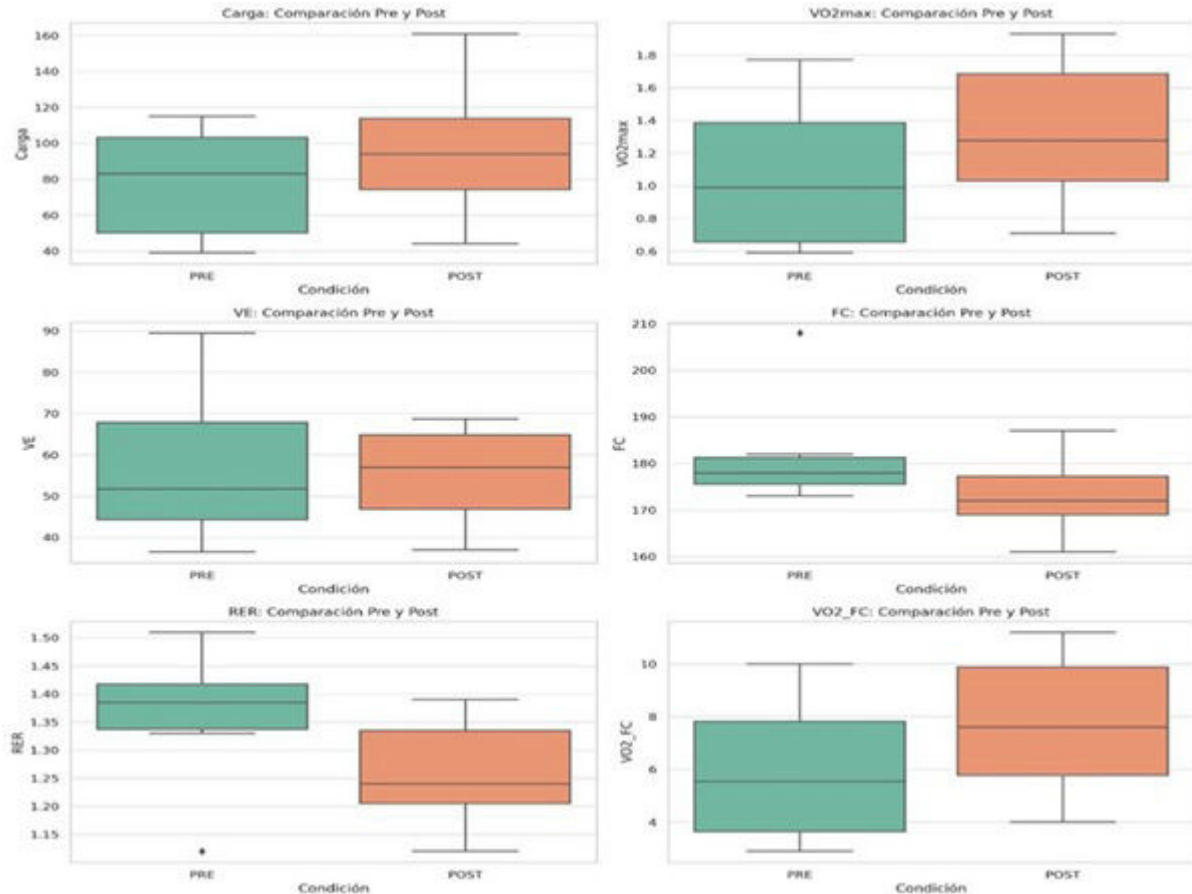 Carga: Comparación Pre y Post
160
140
120
100
80
60
40
Carga
PRE
POST
Condición
VO2max: Comparación Pre y Post
1.8
1.6
1.4
1.2
1.0
0.8
0.6
VO2max
PRE
POST
Condición
VE: Comparación Pre y Post
90
80
70
60
50
40
VE
PRE
POST
Condición
FC: Comparación Pre y Post
210
200
190
180
170
160
FC
PRE
POST
Condición
RER: Comparación Pre y Post
1.50
1.45
1.40
1.35
1.30
1.25
1.20
1.15
RER
PRE
POST
Condición
VO2_FC: Comparación Pre y Post
10
8
6
4
VO2_FC
PRE
POST
Condición